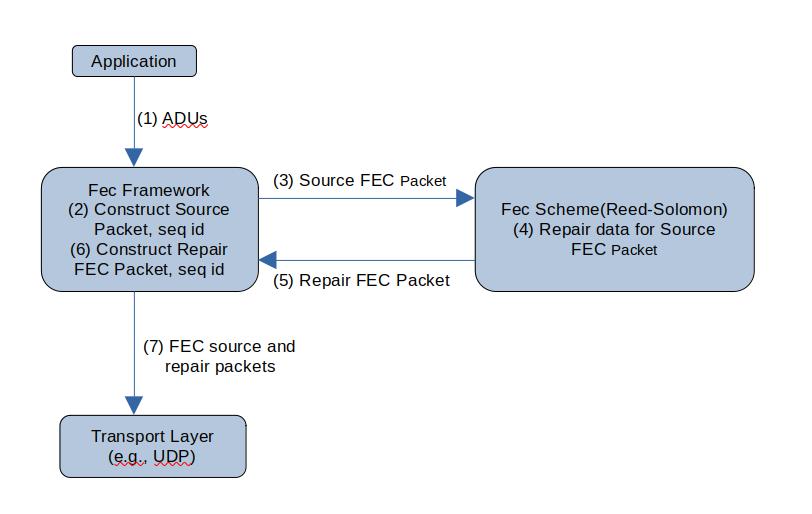 Application
(1) ADUs
Fec Framework
(2) Construct Source
Packet, seq id
(6) Construct Repair
FEC Packet, seq id
(3) Source FEC Packet
Fec Scheme(Reed-Solomon)
(4) Repair data for Source
FEC Packet
(5) Repair FEC Packet
(7) FEC source and
repair packets
Transport Layer
(e.g., UDP)